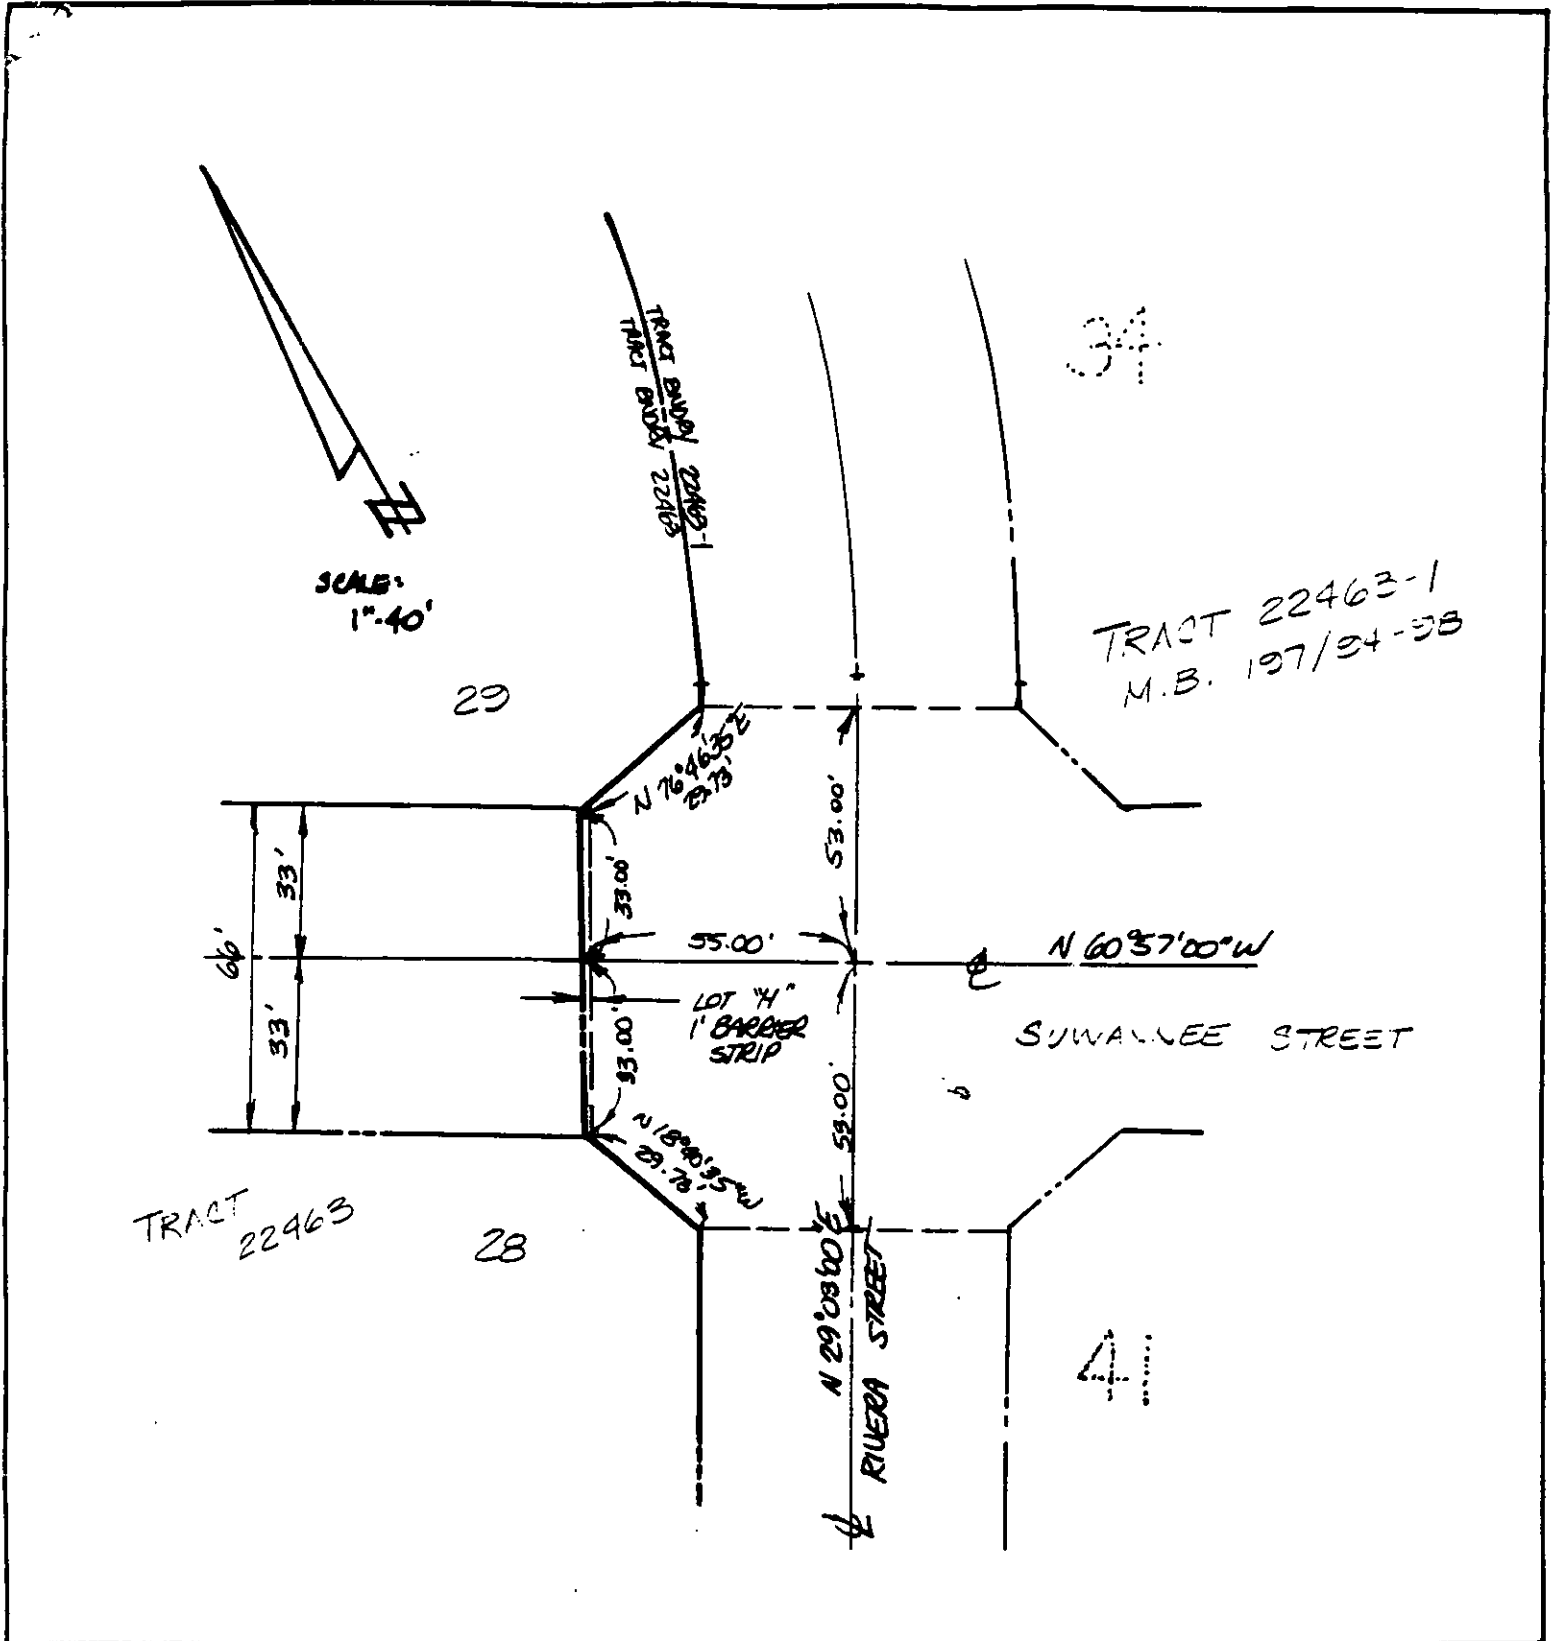 34
TRACT BNDRY 22463-1
TRACT BNDRY 22463
SCALE:
1"-40'
TRACT 22463-1
M.B. 197/94-98
29
N 76°46'35"E
29.73'
53.00'
33'
33.00'
66'
55.00'
N 60°57'00"W
LOT "H"
1' BARRIER
STRIP
33'
33.00'
SUWANNEE STREET
53.00'
N 18°40'35"W
29.78'
TRACT
22463
28
N 29°03'00"E
RIVERA STREET
41